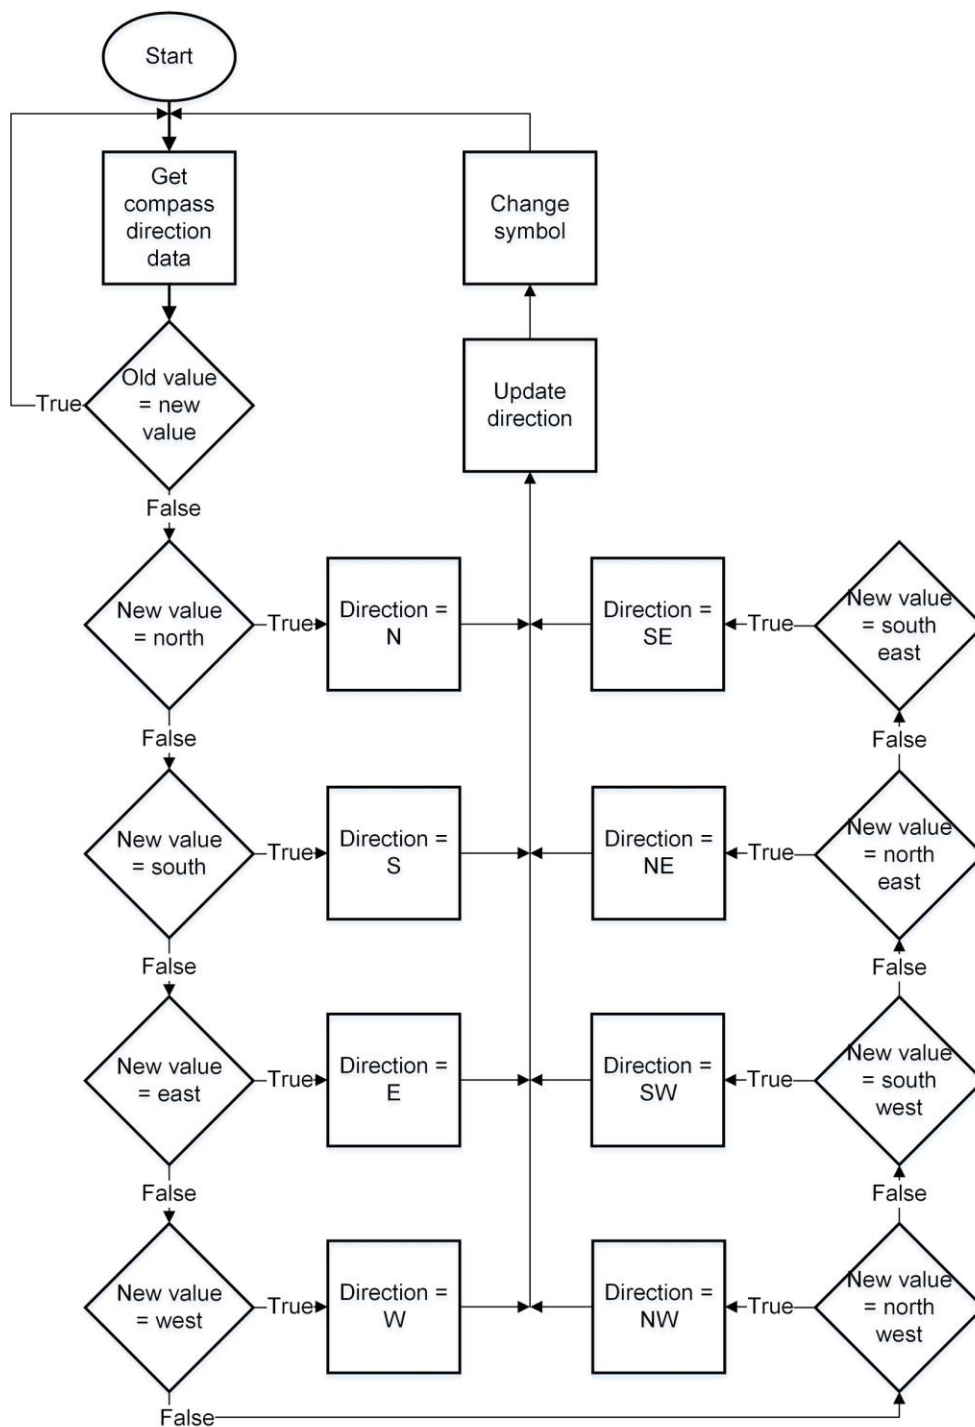 Start
Get
compass
direction
data
Change
symbol
Old value
= new
value
True
Update
direction
False
New value
= north
True
Direction =
N
Direction =
SE
True
New value
= south
east
False
False
New value
= south
True
Direction =
S
Direction =
NE
True
New value
= north
east
False
False
New value
= east
True
Direction =
E
Direction =
SW
True
New value
= south
west
False
False
New value
= west
True
Direction =
W
Direction =
NW
True
New value
= north
west
False